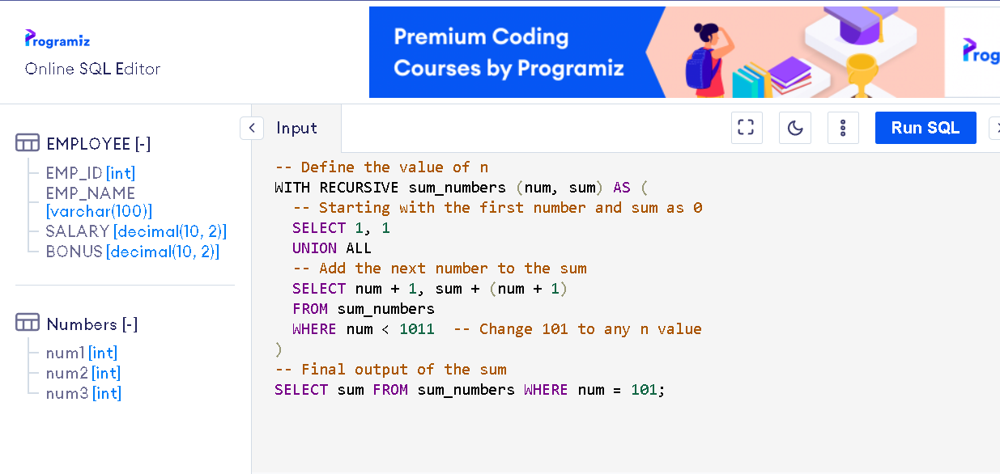 Programiz
Online SQL Editor
Premium Coding
Courses by Programiz
Prog
EMPLOYEE [-]
EMP_ID [int]
EMP_NAME
[varchar(100)]
SALARY [decimal(10, 2)]
BONUS [decimal(10, 2)]
Numbers [-]
num1 [int]
num2 [int]
num3 [int]
Input
Run SQL
-- Define the value of n
WITH RECURSIVE sum_numbers (num, sum) AS (
  -- Starting with the first number and sum as 0
  SELECT 1, 1
  UNION ALL
  -- Add the next number to the sum
  SELECT num + 1, sum + (num + 1)
  FROM sum_numbers
  WHERE num < 1011  -- Change 101 to any n value
)
-- Final output of the sum
SELECT sum FROM sum_numbers WHERE num = 101;